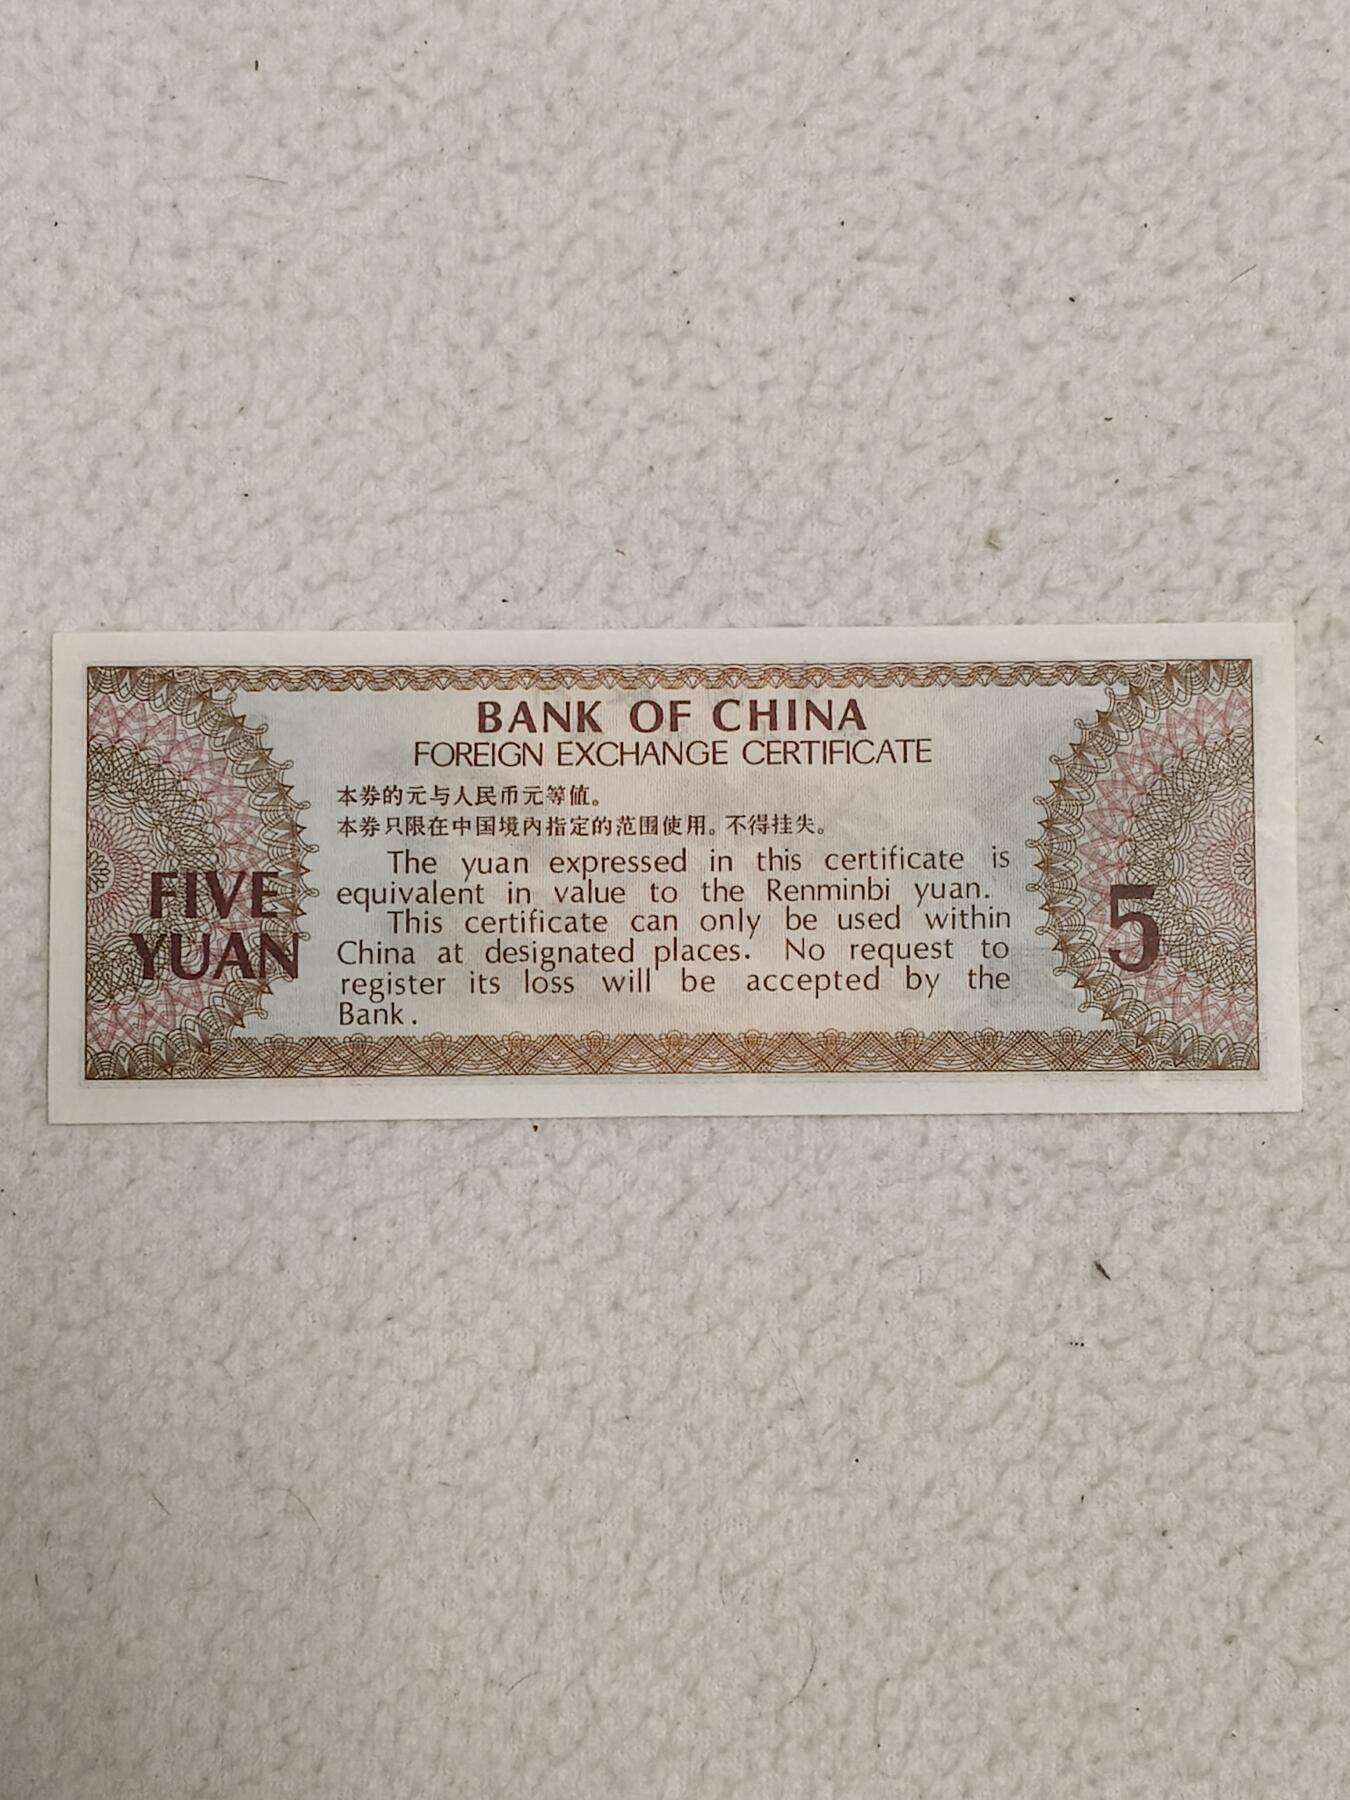 BANK OF CHINA
FOREIGN EXCHANGE CERTIFICATE
本券的元与人民币元等值。
本券只限在中国境内指定的范围使用。不得挂失。
The yuan expressed in this certificate is
equivalent in value to the Renminbi yuan.
This certificate can only be used within
China at designated places. No request to
register its loss will be accepted by the
Bank.
FIVE
YUAN
5